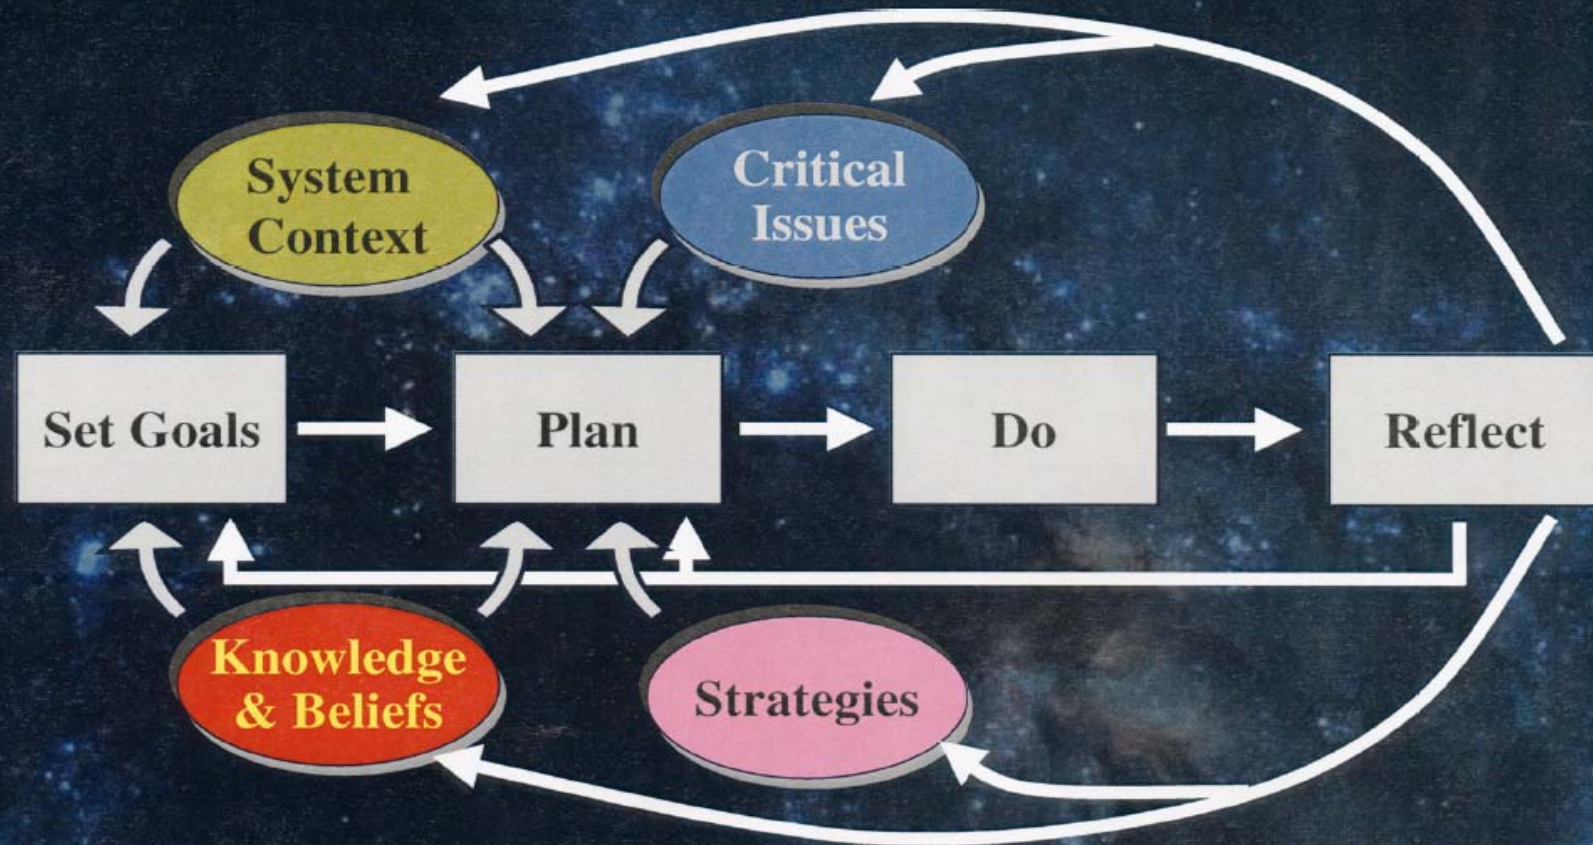 System
Context
Critical
Issues
Set Goals
Plan
Do
Reflect
Knowledge
& Beliefs
Strategies